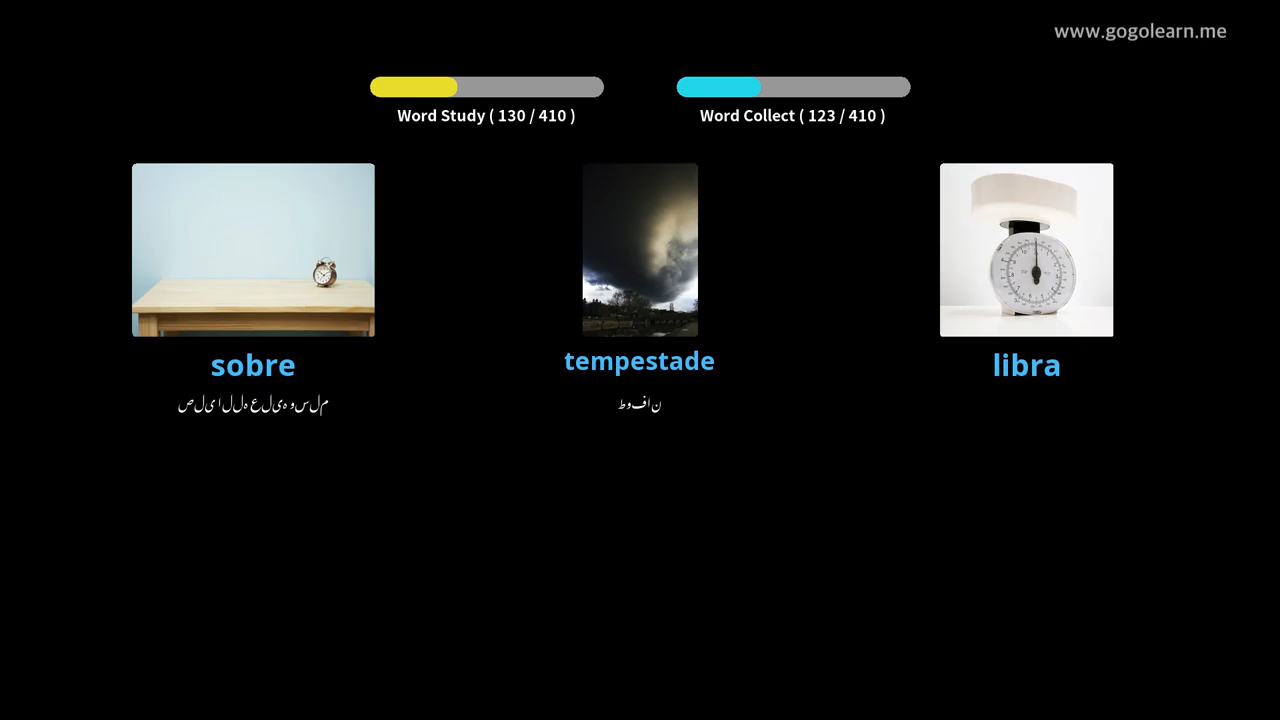 www.gogolearn.me
Word Study ( 130 / 410 )
Word Collect ( 123 / 410 )
sobre
صلی اللہ علیہ وسلم
tempestade
طوفان
libra